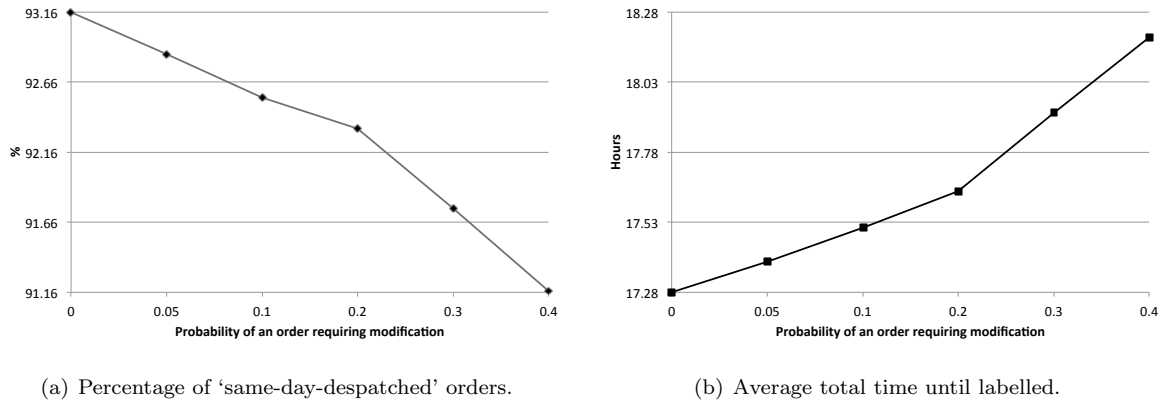 93.16
92.66
92.16
91.66
91.16
%
0 0.05 0.1 0.2 0.3 0.4
Probability of an order requiring modification
(a) Percentage of ‘same-day-despatched’ orders.
18.28
18.03
17.78
17.53
17.28
Hours
0 0.05 0.1 0.2 0.3 0.4
Probability of an order requiring modification
(b) Average total time until labelled.